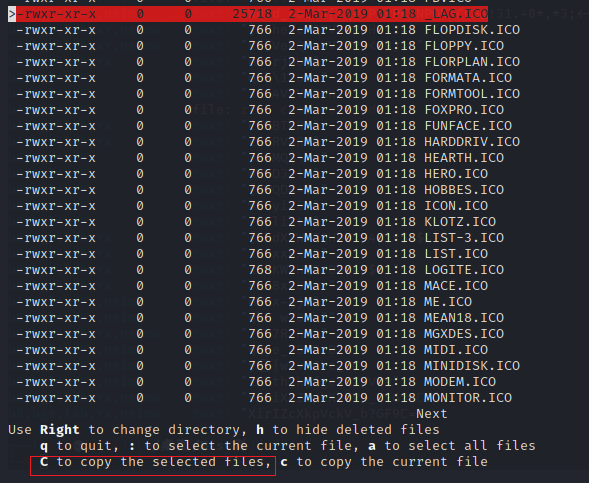 >-rwxr-xr-x 0 0 25718 2-Mar-2019 01:18 _LAG.ICO
-rwxr-xr-x 0 0 766 2-Mar-2019 01:18 FLOPDISK.ICO
-rwxr-xr-x 0 0 766 2-Mar-2019 01:18 FLOPPY.ICO
-rwxr-xr-x 0 0 766 2-Mar-2019 01:18 FLORPLAN.ICO
-rwxr-xr-x 0 0 766 2-Mar-2019 01:18 FORMATA.ICO
-rwxr-xr-x 0 0 766 2-Mar-2019 01:18 FORMTOOL.ICO
-rwxr-xr-x 0 0 766 2-Mar-2019 01:18 FOXPRO.ICO
-rwxr-xr-x 0 0 766 2-Mar-2019 01:18 FUNFACE.ICO
-rwxr-xr-x 0 0 766 2-Mar-2019 01:18 HARDDRIV.ICO
-rwxr-xr-x 0 0 766 2-Mar-2019 01:18 HEARTH.ICO
-rwxr-xr-x 0 0 766 2-Mar-2019 01:18 HERO.ICO
-rwxr-xr-x 0 0 766 2-Mar-2019 01:18 HOBBES.ICO
-rwxr-xr-x 0 0 766 2-Mar-2019 01:18 ICON.ICO
-rwxr-xr-x 0 0 766 2-Mar-2019 01:18 KLOTZ.ICO
-rwxr-xr-x 0 0 766 2-Mar-2019 01:18 LIST-3.ICO
-rwxr-xr-x 0 0 766 2-Mar-2019 01:18 LIST.ICO
-rwxr-xr-x 0 0 768 2-Mar-2019 01:18 LOGITE.ICO
-rwxr-xr-x 0 0 766 2-Mar-2019 01:18 MACE.ICO
-rwxr-xr-x 0 0 766 2-Mar-2019 01:18 ME.ICO
-rwxr-xr-x 0 0 766 2-Mar-2019 01:18 MEAN18.ICO
-rwxr-xr-x 0 0 766 2-Mar-2019 01:18 MGXDES.ICO
-rwxr-xr-x 0 0 766 2-Mar-2019 01:18 MIDI.ICO
-rwxr-xr-x 0 0 766 2-Mar-2019 01:18 MINIDISK.ICO
-rwxr-xr-x 0 0 766 2-Mar-2019 01:18 MODEM.ICO
-rwxr-xr-x 0 0 766 2-Mar-2019 01:18 MONITOR.ICO
Next
Use Right to change directory, h to hide deleted files
q to quit, : to select the current file, a to select all files
C to copy the selected files, c to copy the current file